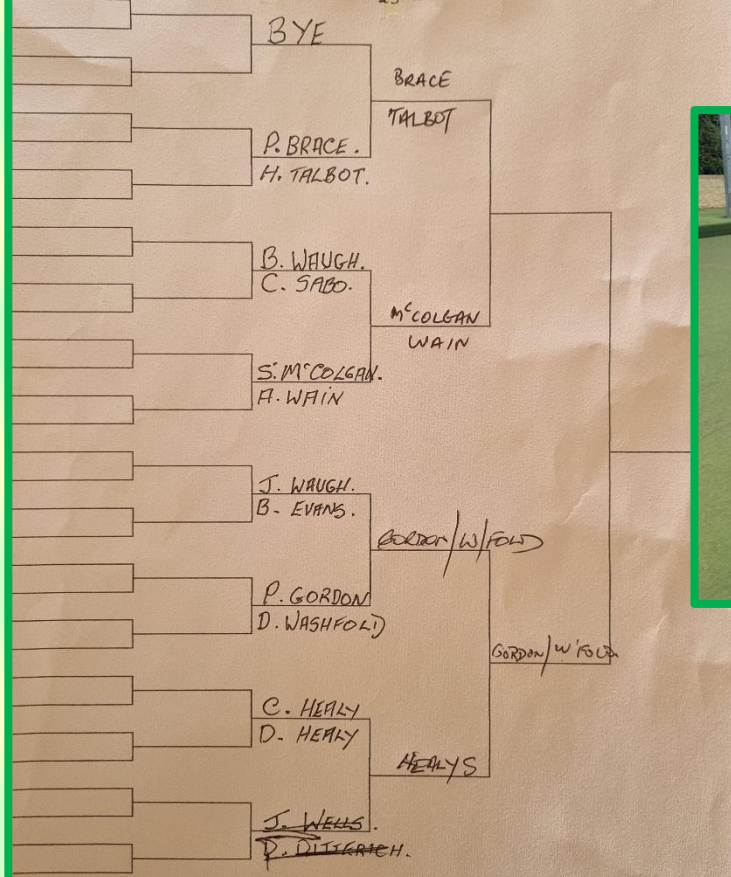 BYE
BRACE
TALBOT
P. BRACE.
H. TALBOT.
B. WAUGH.
C. SABO.
McCOLGAN
WAIN
S. McCOLGAN.
A. WAIN
J. WAUGH.
B. EVANS.
GORDON/W/FOLD
P. GORDON
D. WASHFOLD
GORDON/W'FOLD
C. HEALY
D. HEALY
HEALYS
J. WELLS.
P. DITTERICH.